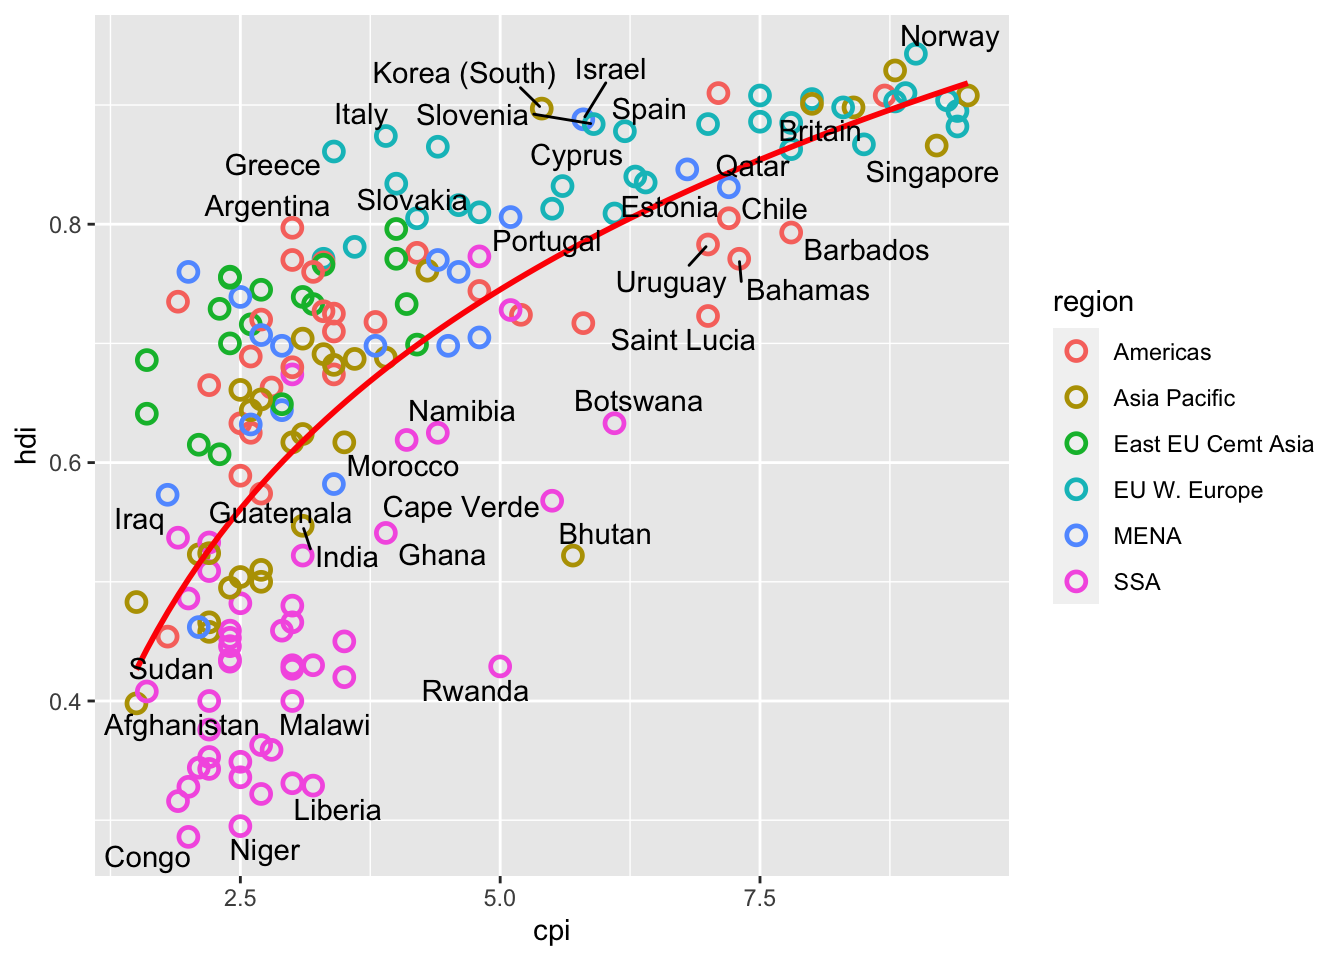 Norway
Korea (South)
Israel
Italy
Slovenia
Spain
Britain
Greece
Cyprus
Qatar
Singapore
Argentina
Slovakia
Estonia
Chile
Portugal
Barbados
Uruguay
Bahamas
Saint Lucia
Botswana
Namibia
Morocco
Iraq
Guatemala
Cape Verde
India
Ghana
Bhutan
Sudan
Rwanda
Afghanistan
Malawi
Liberia
Congo
Niger
0.8
0.6
0.4
hdi
2.5
5.0
7.5
cpi
region
Americas
Asia Pacific
East EU Cemt Asia
EU W. Europe
MENA
SSA